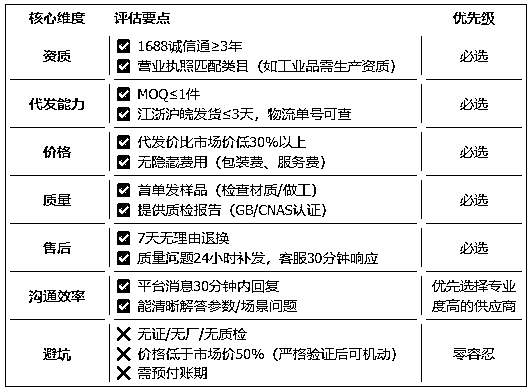 核心维度 评估要点 优先级
资质 ☑ 1688诚信通≥3年 必选
☑ 营业执照匹配类目（如工业品需生产资质）
代发能力 ☑ MOQ≤1件 必选
☑ 江浙沪皖发货≤3天，物流单号可查
价格 ☑ 代发价比市场价低30%以上 必选
☑ 无隐藏费用（包装费、服务费）
质量 ☑ 首单发样品（检查材质/做工） 必选
☑ 提供质检报告（GB/CNAS认证）
售后 ☑ 7天无理由退换 必选
☑ 质量问题24小时补发，客服30分钟响应
沟通效率 ☑ 平台消息30分钟内回复 优先选择专业
☑ 能清晰解答参数/场景问题 度高的供应商
避坑 ❌ 无证/无厂/无质检 零容忍
❌ 价格低于市场价50%（严格验证后可机动）
❌ 需预付账期